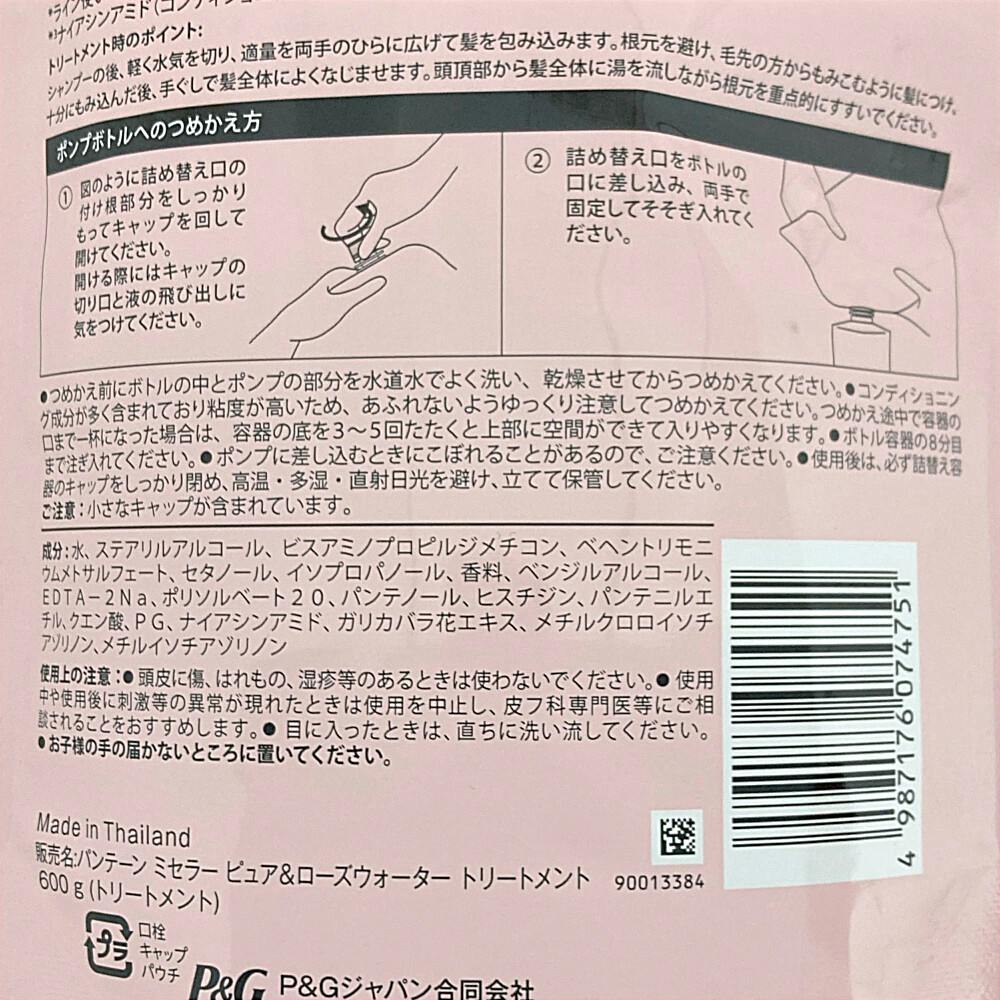 *ナイアシンアミド
トリートメント時のポイント:
シャンプーの後、軽く水気を切り、適量を両手のひらに広げて髪を包み込みます。根元を避け、毛先の方からもみこむように髪につけ、
十分にもみ込んだ後、手ぐしで髪全体によくなじませます。頭頂部から髪全体に湯を流しながら根元を重点的にすすいでください。
ポンプボトルへのつめかえ方
① 図のように詰め替え口の
付け根部分をしっかり
もってキャップを回して
開けてください。
開ける際にはキャップの
切り口と液の飛び出しに
気をつけてください。
② 詰め替え口をボトルの
口に差し込み、両手で
固定してそそぎ入れてく
ださい。
●つめかえ前にボトルの中とポンプの部分を水道水でよく洗い、乾燥させてからつめかえてください。●コンディショニン
グ成分が多く含まれており粘度が高いため、あふれないようゆっくり注意してつめかえてください。つめかえ途中で容器の
口まで一杯になった場合は、容器の底を3〜5回たたくと上部に空間ができて入りやすくなります。●ボトル容器の8分目
まで注ぎ入れてください。●ポンプに差し込むときにこぼれることがあるので、ご注意ください。●使用後は、必ず詰替え容
器のキャップをしっかり閉め、高温・多湿・直射日光を避け、立てて保管してください。
ご注意:小さなキャップが含まれています。
成分:水、ステアリルアルコール、ビスアミノプロピルジメチコン、ベヘントリモニ
ウムメトサルフェート、セタノール、イソプロパノール、香料、ベンジルアルコール、
EDTA−2Na、ポリソルベート20、パンテノール、ヒスチジン、パンテニルエ
チル、クエン酸、PG、ナイアシンアミド、ガリカバラ花エキス、メチルクロロイソチ
アゾリノン、メチルイソチアゾリノン
使用上の注意:●頭皮に傷、はれもの、湿疹等のあるときは使わないでください。●使用
中や使用後に刺激等の異常が現れたときは使用を中止し、皮フ科専門医等にご相
談されることをおすすめします。●目に入ったときは、直ちに洗い流してください。
●お子様の手の届かないところに置いてください。
4 987176 074751
Made in Thailand
販売名:パンテーン ミセラー ピュア&ローズウォーター トリートメント
90013384
600 g (トリートメント)
プラ
口栓
キャップ
パウチ
P&G P&Gジャパン合同会社